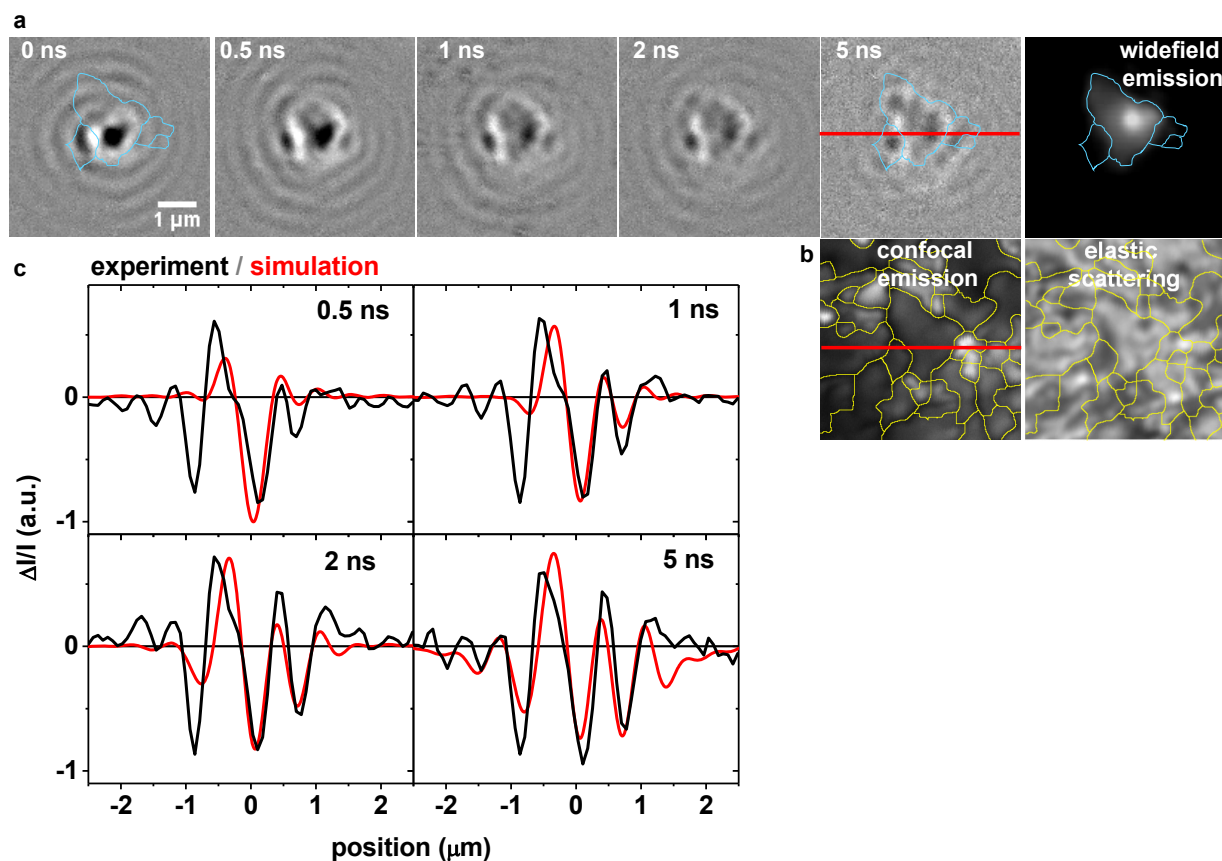 a
0 ns
0.5 ns
1 ns
2 ns
5 ns
widefield
emission
1 µm
b
confocal
emission
elastic
scattering
c
experiment / simulation
0.5 ns
1 ns
0
-1
2 ns
5 ns
0
-1
ΔI/I (a.u.)
-2 -1 0 1 2 -2 -1 0 1 2
position (µm)